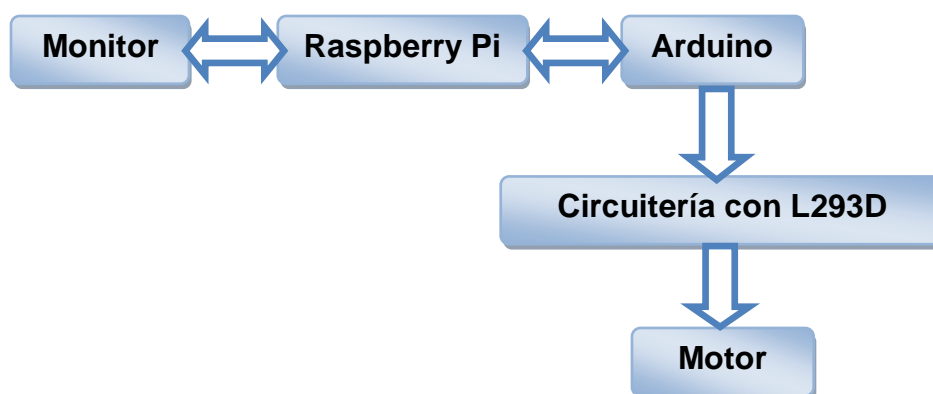 Monitor
Raspberry Pi
Arduino
Circuitería con L293D
Motor